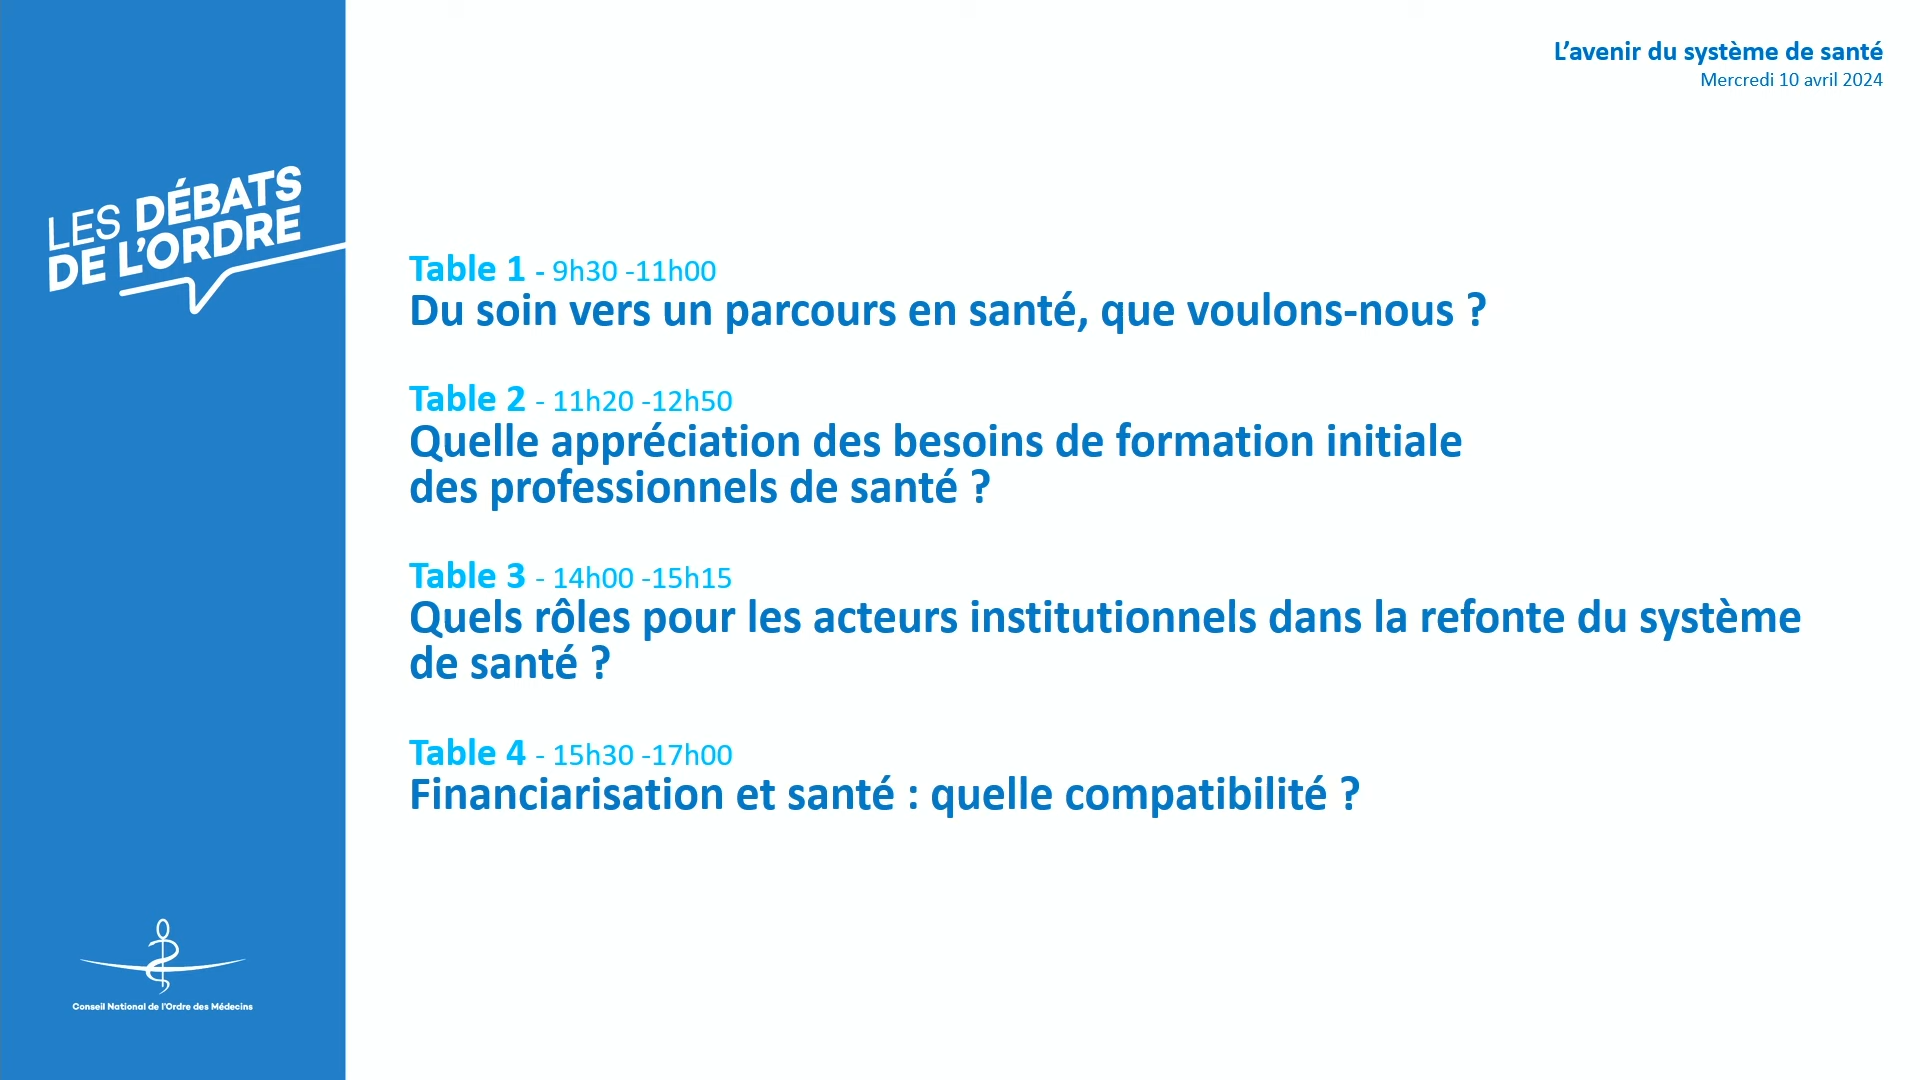 L'avenir du système de santé
Mercredi 10 avril 2024
LES DÉBATS
DE L'ORDRE
Table 1 - 9h30 -11h00
Du soin vers un parcours en santé, que voulons-nous ?
Table 2 - 11h20 -12h50
Quelle appréciation des besoins de formation initiale
des professionnels de santé ?
Table 3 - 14h00 -15h15
Quels rôles pour les acteurs institutionnels dans la refonte du système
de santé ?
Table 4 - 15h30 -17h00
Financiarisation et santé : quelle compatibilité ?
Conseil National de l'Ordre des Médecins